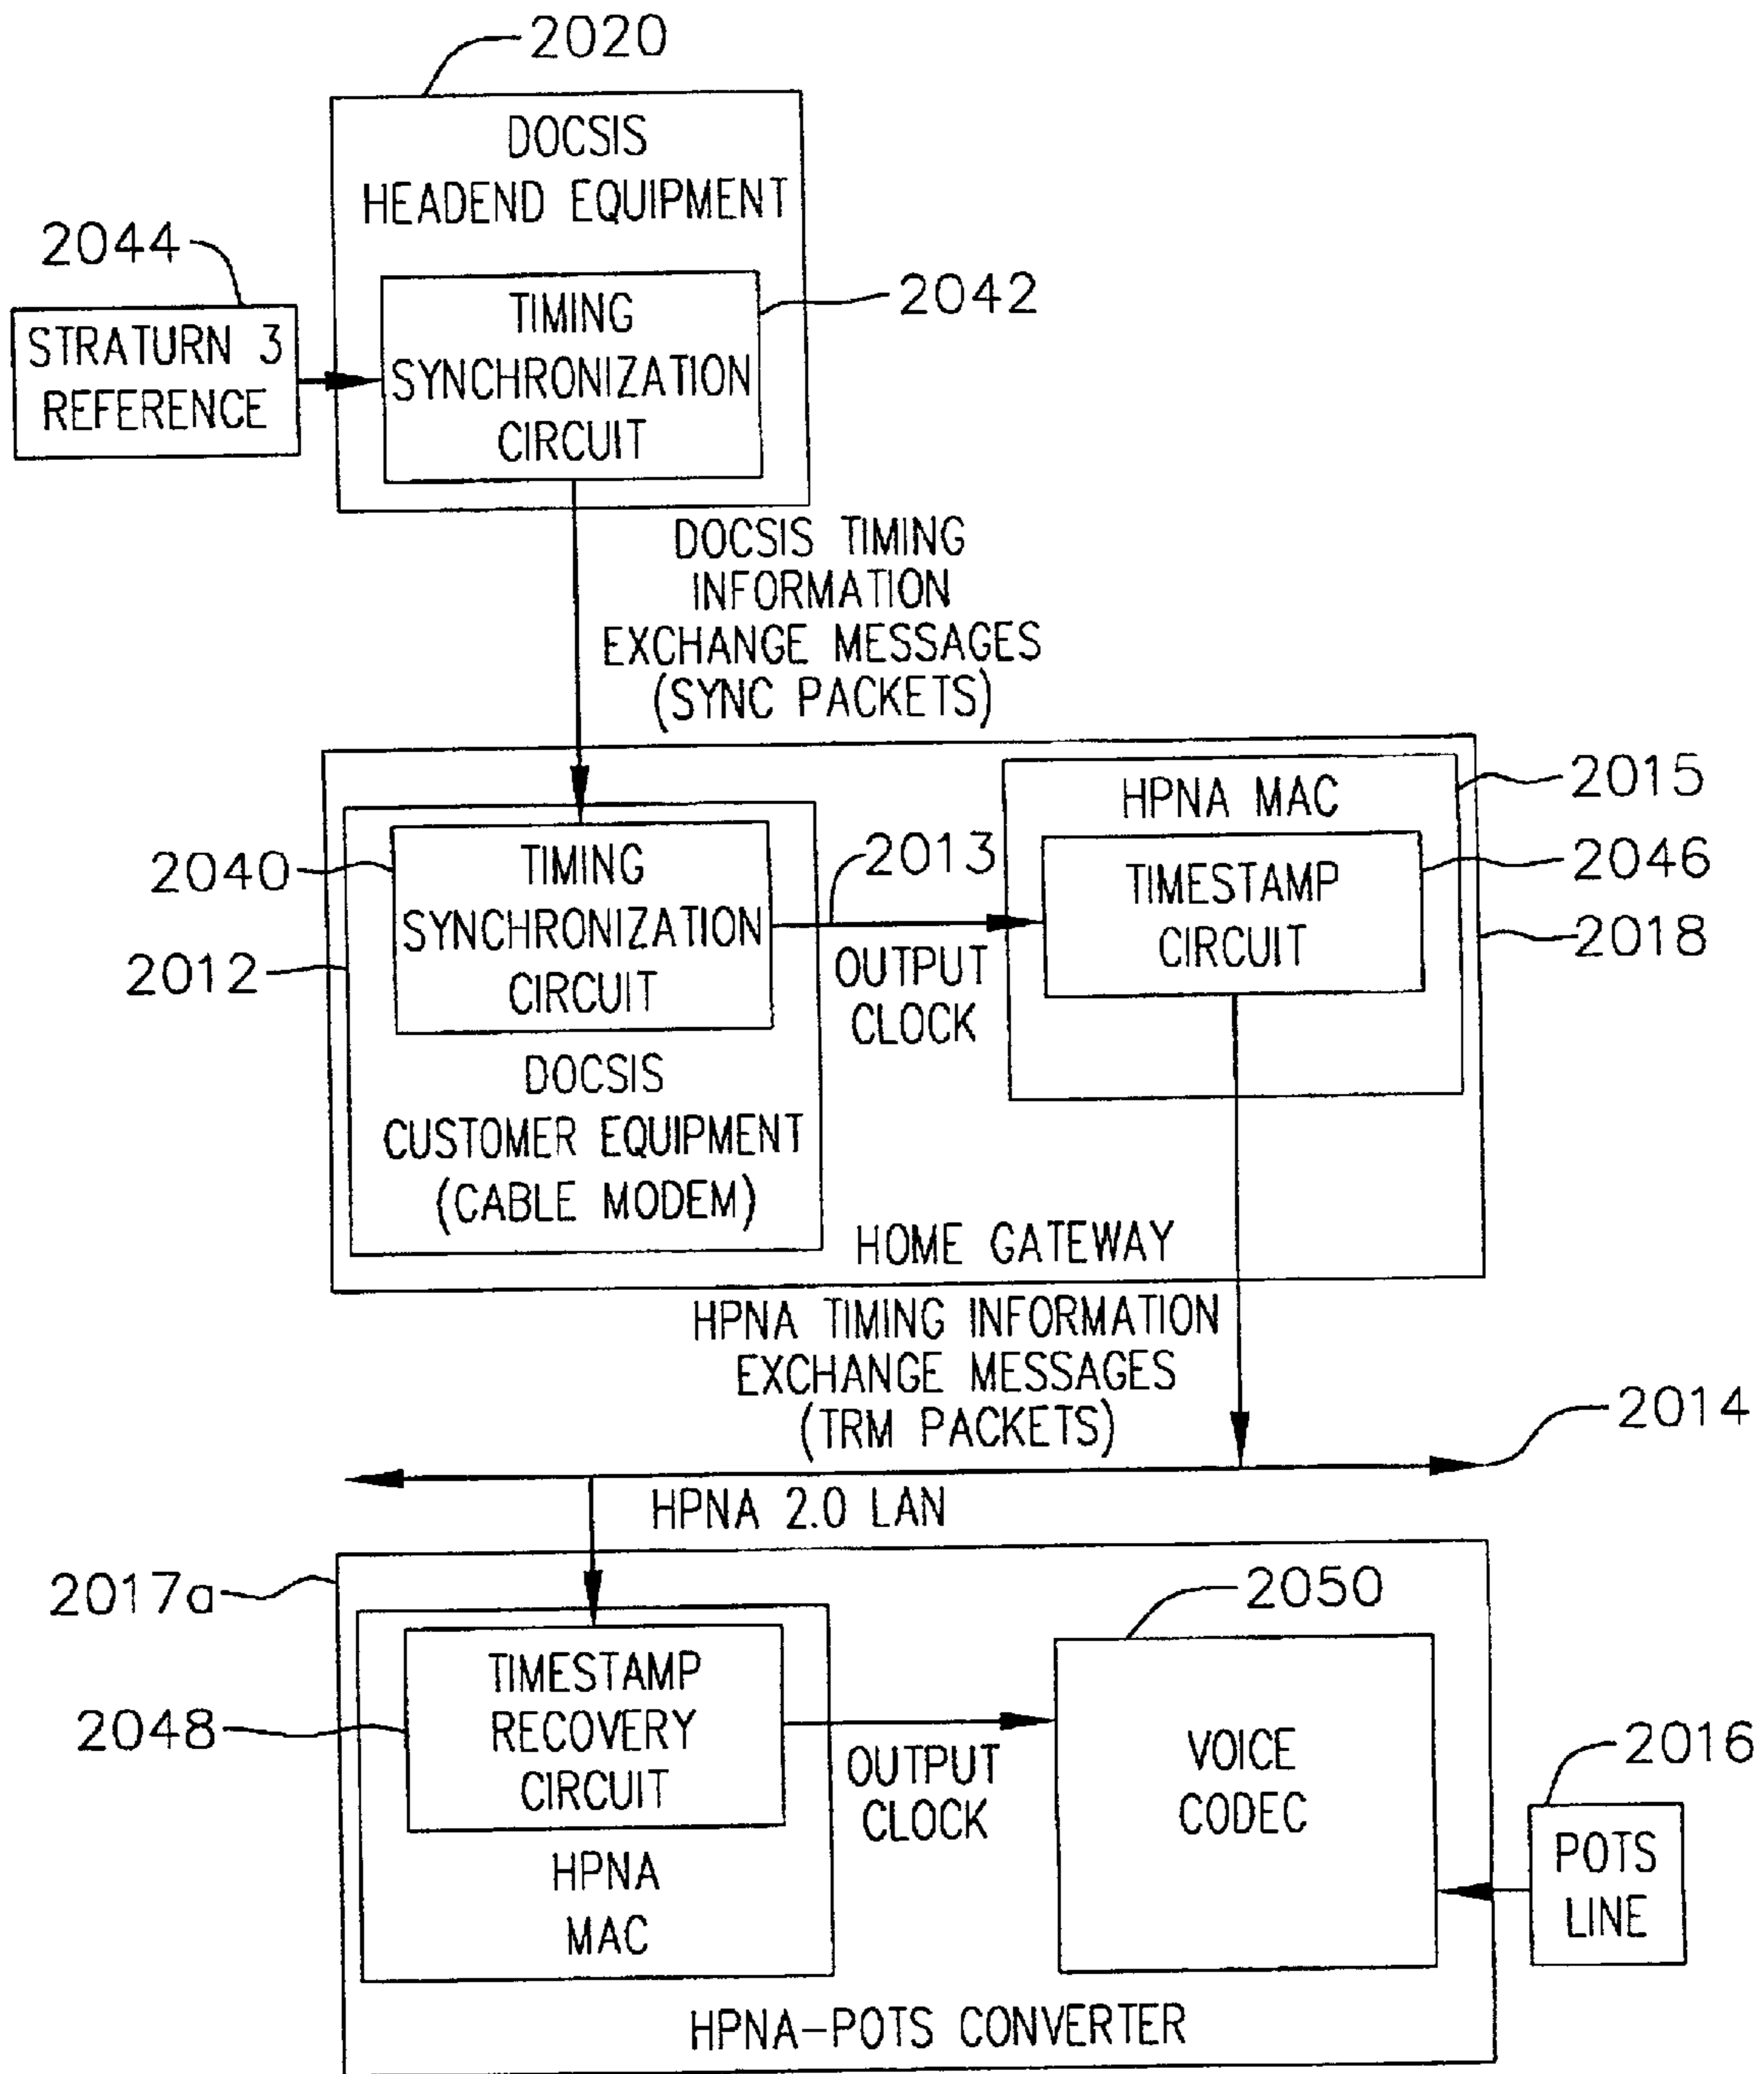 2020
DOCSIS
HEADEND EQUIPMENT
2044
2042
STRATURN 3
REFERENCE
TIMING
SYNCHRONIZATION
CIRCUIT
DOCSIS TIMING
INFORMATION
EXCHANGE MESSAGES
(SYNC PACKETS)
HPNA MAC
2015
2040
TIMING
SYNCHRONIZATION
CIRCUIT
2013
TIMESTAMP
CIRCUIT
2046
2018
2012
OUTPUT
CLOCK
DOCSIS
CUSTOMER EQUIPMENT
(CABLE MODEM)
HOME GATEWAY
HPNA TIMING INFORMATION
EXCHANGE MESSAGES
(TRM PACKETS)
2014
HPNA 2.0 LAN
2017a
2050
TIMESTAMP
RECOVERY
CIRCUIT
2048
OUTPUT
CLOCK
VOICE
CODEC
2016
POTS
LINE
HPNA
MAC
HPNA-POTS CONVERTER